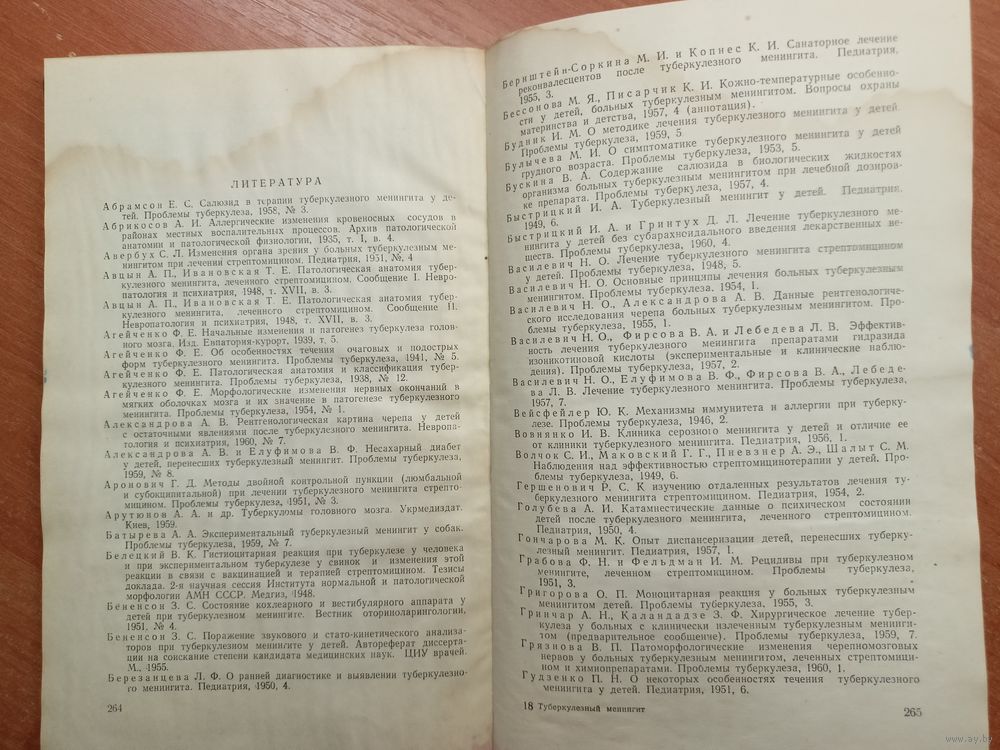 ЛИТЕРАТУРА
Абрамсон Е. С. Салюзид в терапии туберкулезного менингита у де-
тей. Проблемы туберкулеза, 1958, № 3.
Абрикосов А. И. Аллергические изменения кровеносных сосудов в
районах местных воспалительных процессов. Архив патологической
анатомии и патологической физиологии, 1935, т. I, в. 4.
Авербух С. Л. Изменения органа зрения у больных туберкулезным ме-
нингитом при лечении стрептомицином. Педиатрия, 1951, №. 4
Авцын А. П., Ивановская Т. Е. Патологическая анатомия тубер-
кулезного менингита, леченного стрептомицином. Сообщение I. Невро-
патология и психиатрия, 1948, т. XVII, в. 3.
Авцын А. П., Ивановская Т. Е. Патологическая анатомия тубер-
кулезного менингита, леченного стрептомицином. Сообщение II.
Невропатология и психиатрия, 1948, т. XVII, в. 3.
Агейченко Ф. Е. Начальные изменения и патогенез туберкулеза голов-
ного мозга. Изд. Евпатория-курорт, 1939, т. 5.
Агейченко Ф. Е. Об особенностях течения очаговых и подострых
форм туберкулезного менингита. Проблемы туберкулеза, 1941, № 5.
Агейченко Ф. Е. Патологическая анатомия и классификация тубер-
кулезного менингита. Проблемы туберкулеза, 1938, № 12.
Агейченко Ф. Е. Морфологические изменения нервных окончаний в
мягких оболочках мозга и их значение в патогенезе туберкулезного
менингита. Проблемы туберкулеза, 1954, № 1.
Александрова А. В. Рентгенологическая картина черепа у детей
с остаточными явлениями после туберкулезного менингита. Невропа-
тология и психиатрия, 1960, № 7.
Александрова А. В. и Елуфимова В. Ф. Несахарный диабет
у детей, перенесших туберкулезный менингит. Проблемы туберкулеза,
1959, № 8.
Аронович Г. Д. Методы двойной контрольной пункции (люмбальной
и субокципитальной) при лечении туберкулезного менингита стрепто-
мицином. Проблемы туберкулеза, 1951, № 3.
Арутюнов А. А. и др. Туберкуломы головного мозга. Укрмедиздат.
Киев, 1959.
Батырева А. А. Экспериментальный туберкулезный менингит у собак.
Проблемы туберкулеза, 1959, № 7.
Белецкий В. К. Гистиоцитарная реакция при туберкулезе у человека
и при экспериментальном туберкулезе у свинок и изменения этой
реакции в связи с вакцинацией и терапией стрептомицином. Тезисы
доклада. 2-я научная сессия Института нормальной и патологической
морфологии АМН СССР. Медгиз, 1948.
Бененсон З. С. Состояние кохлеарного и вестибулярного аппарата у
детей при туберкулезном менингите. Вестник оториноларингологии,
1951, № 4.
Бененсон З. С. Поражение звукового и стато-кинетического анализа-
торов при туберкулезном менингите у детей. Автореферат диссерта-
ции на соискание степени кандидата медицинских наук. ЦИУ врачей.
М., 1955.
Березанцева Л. Ф. О ранней диагностике и выявлении туберкулезно-
го менингита. Педиатрия, 1950, 4.
264
Бернштейн-Соркина М. И. и Копнес К. И. Санаторное лечение
реконвалесцентов после туберкулезного менингита. Педиатрия,
1955, 3.
Бессонова М. Я., Писарчик К. И. Кожно-температурные особенно-
сти у детей, больных туберкулезным менингитом. Вопросы охраны
материнства и детства, 1957, 4 (аннотация).
Будник И. М. О методике лечения туберкулезного менингита у детей.
Проблемы туберкулеза, 1959, 5
Булычева М. И. О симптоматике туберкулезного менингита у детей
грудного возраста. Проблемы туберкулеза, 1953, 5.
Бускина В. А. Содержание салюзида в биологических жидкостях
организма больных туберкулезным менингитом при лечебной дозиров-
ке препарата. Проблемы туберкулеза, 1957, 4.
Быстрицкий И. А. Туберкулезный менингит у детей. Педиатрия.
1949, 6.
Быстрицкий И. А. и Гринтух Д. Л. Лечение туберкулезного ме-
нингита у детей без субарахноидального введения лекарственных ве-
ществ. Проблемы туберкулеза, 1960, 4.
Василевич Н. О. Лечение туберкулезного менингита стрептомицином
у детей. Проблемы туберкулеза, 1948, 5.
Василевич Н. О. Основные принципы лечения больных туберкулезным
менингитом. Проблемы туберкулеза. 1954, 1.
Василевич Н. О., Александрова А. В. Данные рентгенологиче-
ского исследования черепа больных туберкулезным менингитом. Про-
блемы туберкулеза, 1955, 1.
Василевич Н. О., Фирсова В. А. и Лебедева Л. В. Эффектив-
ность лечения туберкулезного менингита препаратами гидразида
изоникотиновой кислоты (экспериментальные и клинические наблю-
дения). Проблемы туберкулеза, 1957, 2.
Василевич Н. О., Елуфимова В. Ф., Фирсова В. А., Лебеде-
ва Л. В. Лечение туберкулезного менингита. Проблемы туберкулеза,
1957, 7.
Вейсфейлер Ю. К. Механизмы иммунитета и аллергии при туберку-
лезе. Проблемы туберкулеза, 1946, 2.
Вовнянко И. В. Клиника серозного менингита у детей и отличие ее
от клиники туберкулезного менингита. Педиатрия, 1956, 1.
Волчок С. И., Маковский Г. Г., Пневзнер А. Э., Шалыт С. М.
Наблюдения над эффективностью стрептомицинотерапии у детей. Про-
блемы туберкулеза, 1949, 6.
Гершенович Р. С. К изучению отдаленных результатов лечения ту-
беркулезного менингита стрептомицином. Педиатрия, 1954, 2.
Голубева А. И. Катамнестические данные о психическом состоянии
детей после туберкулезного менингита, леченного стрептомицином.
Педиатрия, 1950, 4.
Гончарова М. К. Опыт диспансеризации детей, перенесших туберку-
лезный менингит. Педиатрия, 1957, 1.
Грабова Ф. Н. и Фельдман И. М. Рецидивы при туберкулезном
менингите, леченном стрептомицином. Проблемы туберкулеза,
1951, 3.
Григорова О. П. Моноцитарная реакция у больных туберкулезным
менингитом детей. Проблемы туберкулеза, 1955, 3.
Гринчар А. Н., Каландадзе З. Ф. Хирургическое лечение тубер-
кулеза у больных с клинически излеченным туберкулезным менинги-
том (предварительное сообщение). Проблемы туберкулеза, 1959, 7.
Грязнова В. П. Патоморфологические изменения черепномозговых
нервов у больных туберкулезным менингитом, леченных стрептомици-
ном и химиопрепаратами. Проблемы туберкулеза, 1960, 1.
Гудзенко П. Н. О некоторых особенностях течения туберкулезного
менингита у детей. Педиатрия, 1951, 6.
18 Туберкулезный менингит
265
www.ay.by